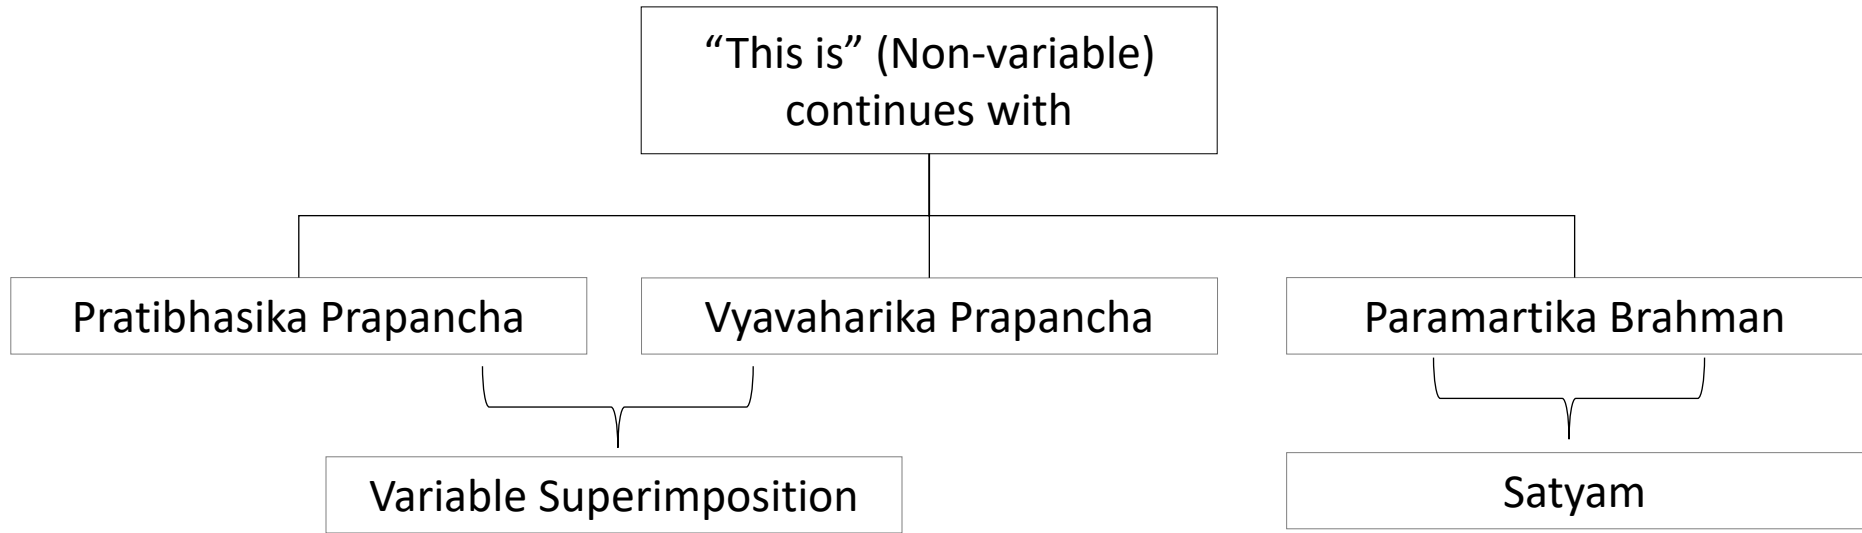 “This is” (Non-variable)
continues with
Pratibhasika Prapancha
Vyavaharika Prapancha
Paramartika Brahman
Variable Superimposition
Satyam